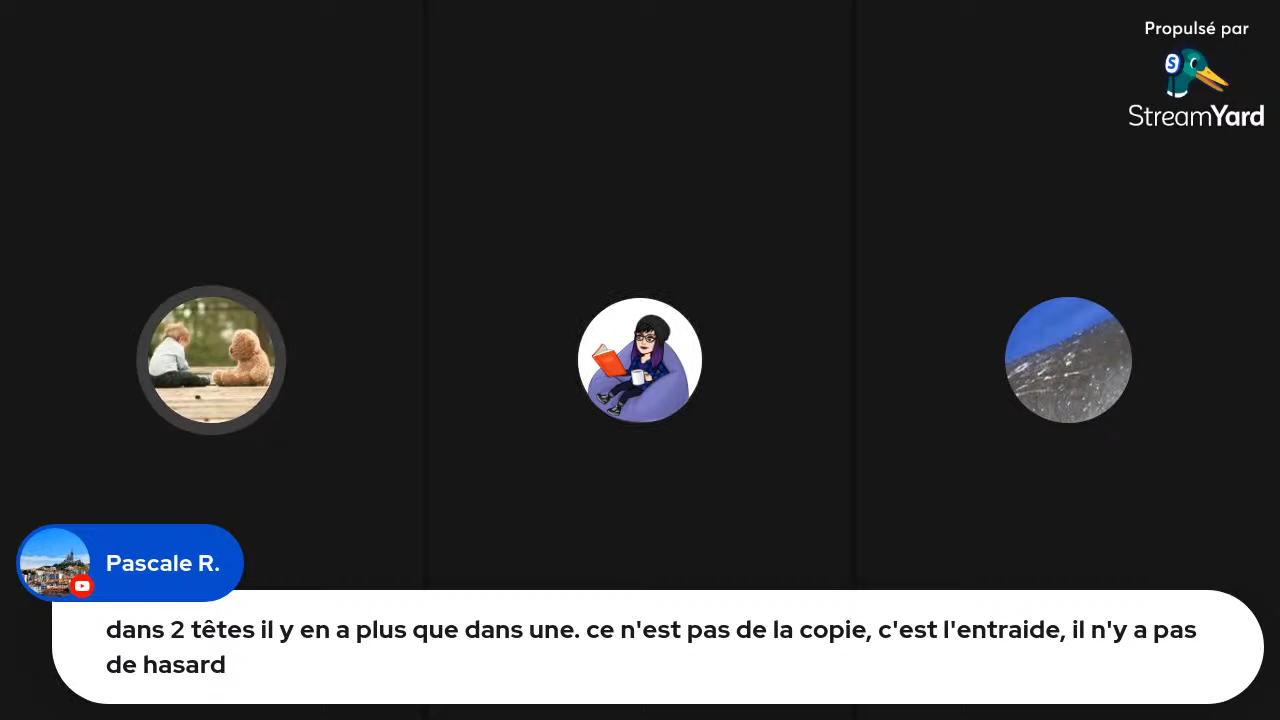 Propulsé par
S
StreamYard
Pascale R.
dans 2 têtes il y en a plus que dans une. ce n'est pas de la copie, c'est l'entraide, il n'y a pas
de hasard